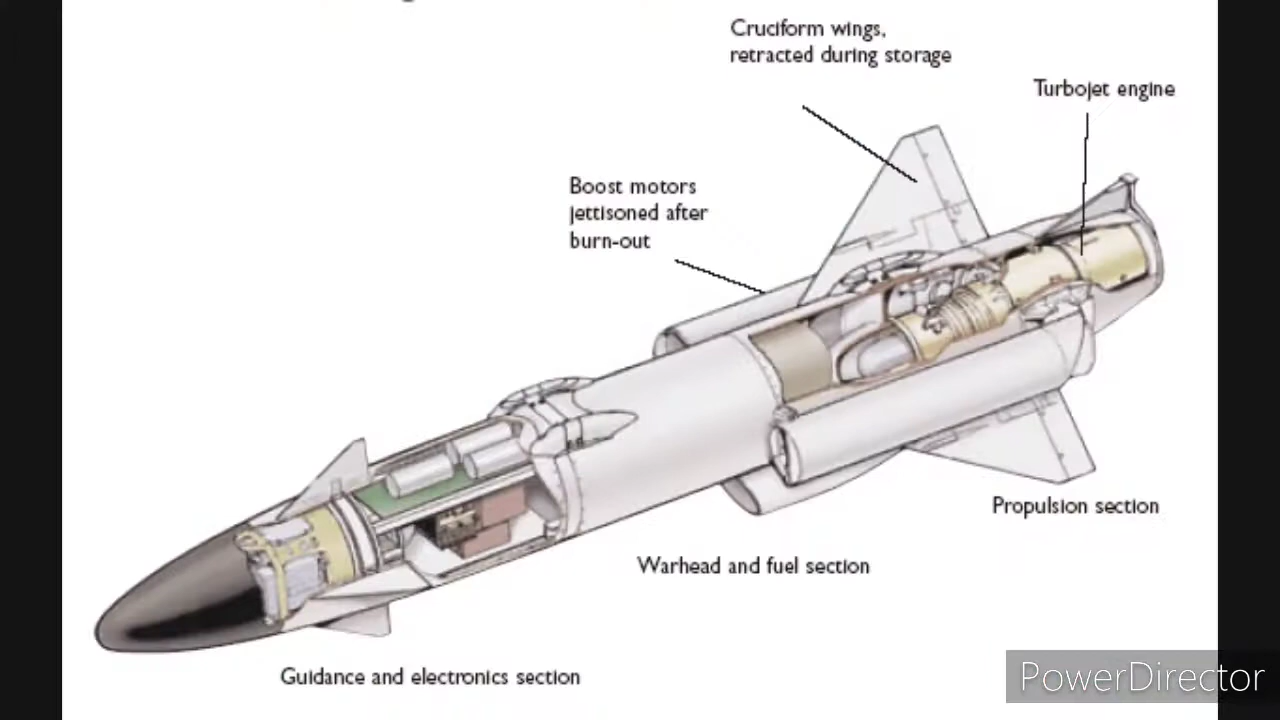 Cruciform wings,
retracted during storage
Turbojet engine
Boost motors
jettisoned after
burn-out
Propulsion section
Warhead and fuel section
Guidance and electronics section
PowerDirector